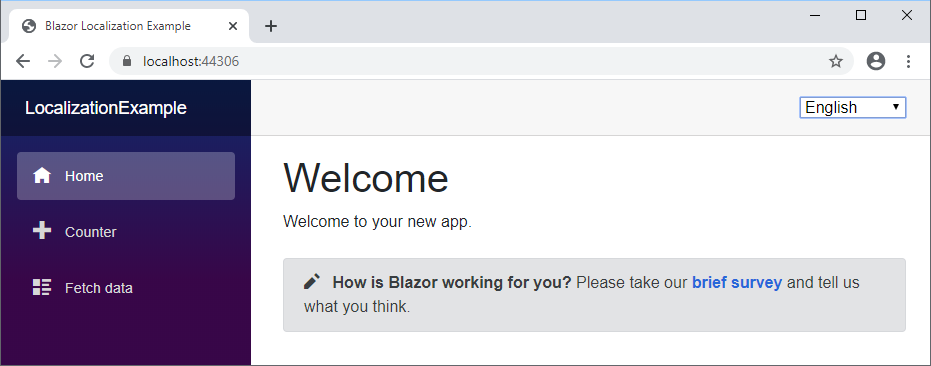 Blazor Localization Example
localhost:44306
LocalizationExample
English
Home
Counter
Fetch data
Welcome
Welcome to your new app.
How is Blazor working for you? Please take our brief survey and tell us
what you think.